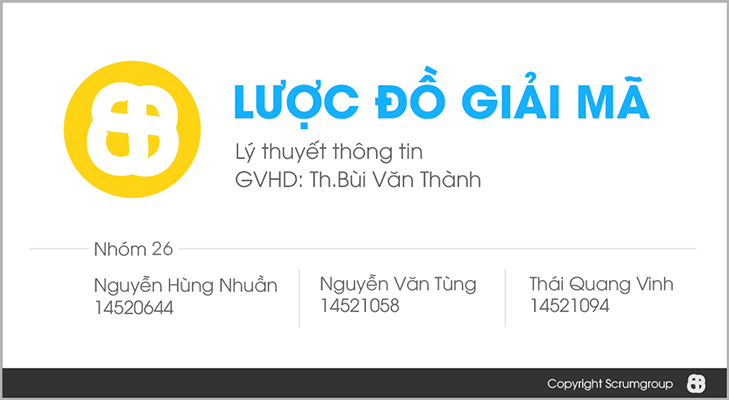 LƯỢC ĐỒ GIẢI MÃ
Lý thuyết thông tin
GVHD: Th.Bùi Văn Thành
Nhóm 26
Nguyễn Hùng Nhuần
14520644
Nguyễn Văn Tùng
14521058
Thái Quang Vinh
14521094
Copyright Scrumgroup